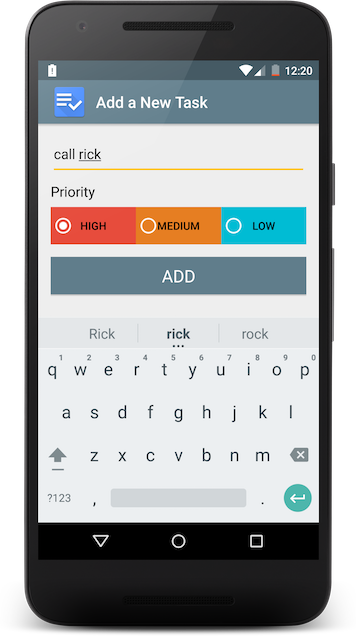 12:20
Add a New Task
call rick
Priority
HIGH MEDIUM LOW
ADD
Rick rick rock
1 2 3 4 5 6 7 8 9 0
q w e r t y u i o p
a s d f g h j k l
z x c v b n m
?123 , .